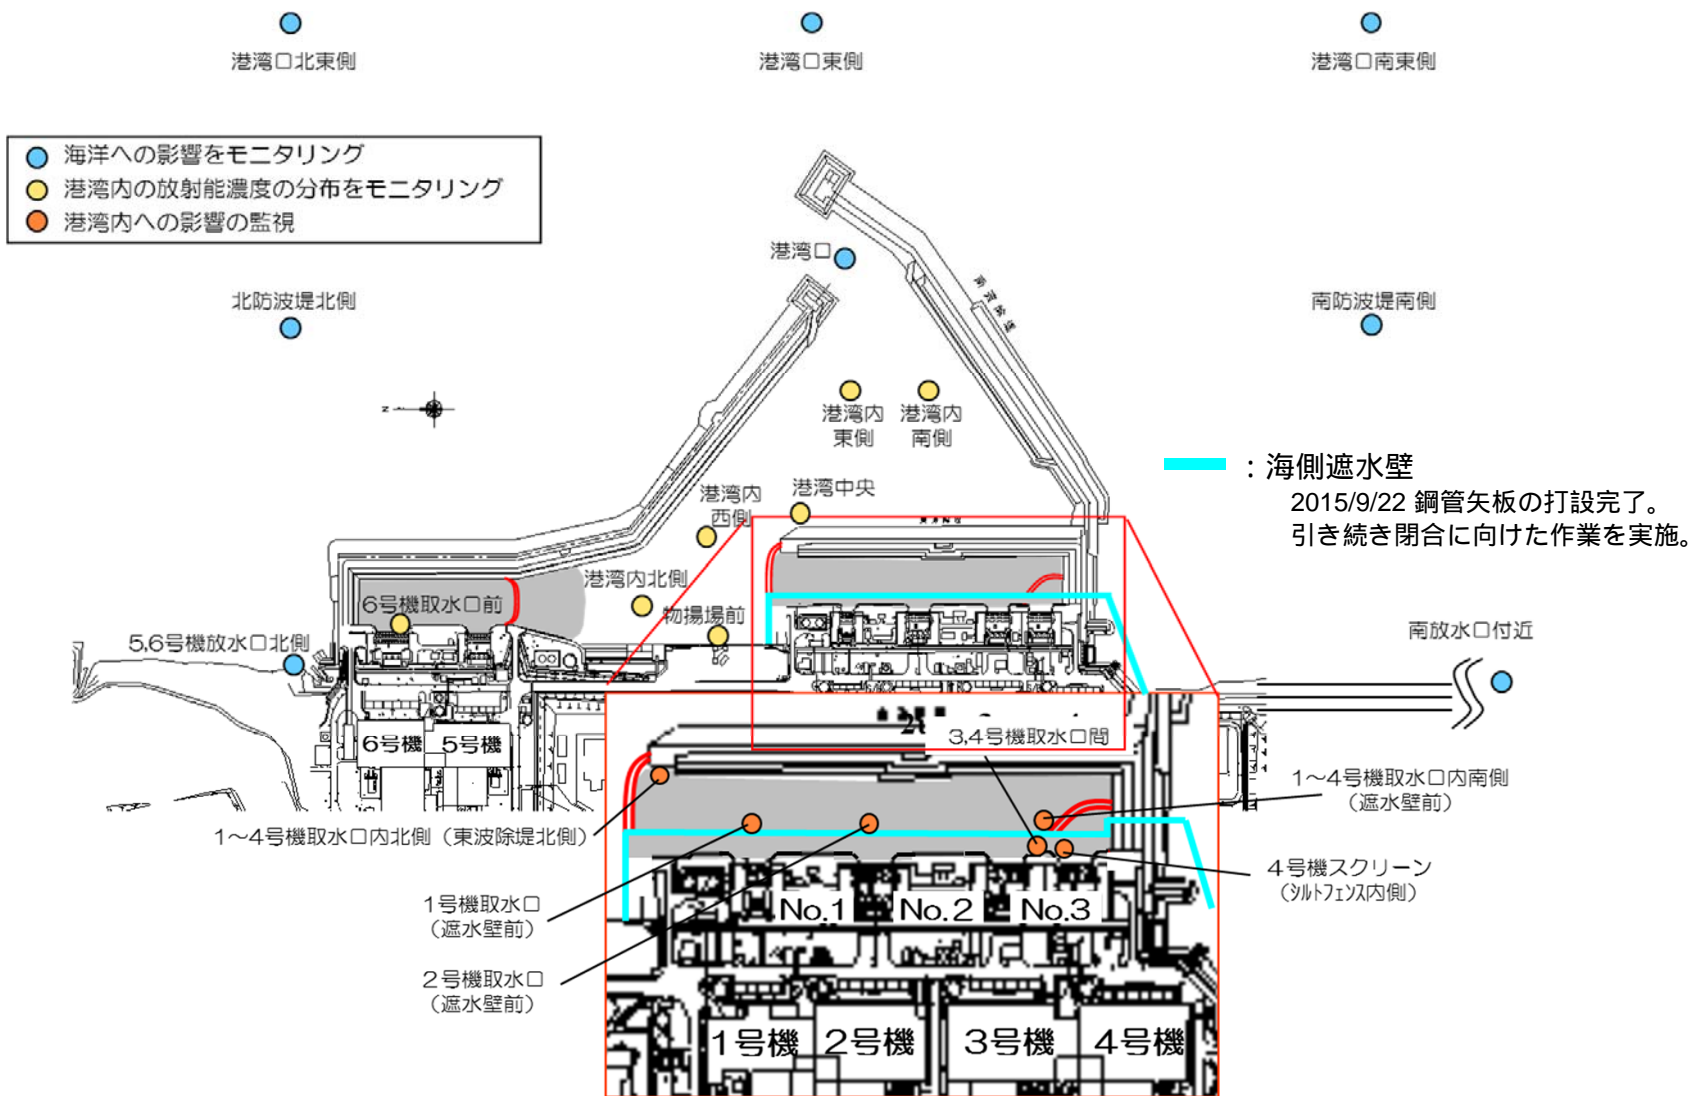 港湾口北東側
港湾口東側
港湾口南東側
海洋への影響をモニタリング
港湾内の放射能濃度の分布をモニタリング
港湾内への影響の監視
港湾口
北防波堤北側
南防波堤南側
N
港湾内
東側
港湾内
南側
:海側遮水壁
2015/9/22 鋼管矢板の打設完了。
引き続き閉合に向けた作業を実施。
港湾内
西側
港湾中央
港湾内北側
6号機取水口前
物揚場前
5,6号機放水口北側
南放水口付近
6号機
5号機
3,4号機取水口間
1～4号機取水口内南側
(遮水壁前)
1～4号機取水口内北側(東波除堤北側)
4号機スクリーン
(シルトフェンス内側)
1号機取水口
(遮水壁前)
No.1
No.2
No.3
2号機取水口
(遮水壁前)
1号機
2号機
3号機
4号機